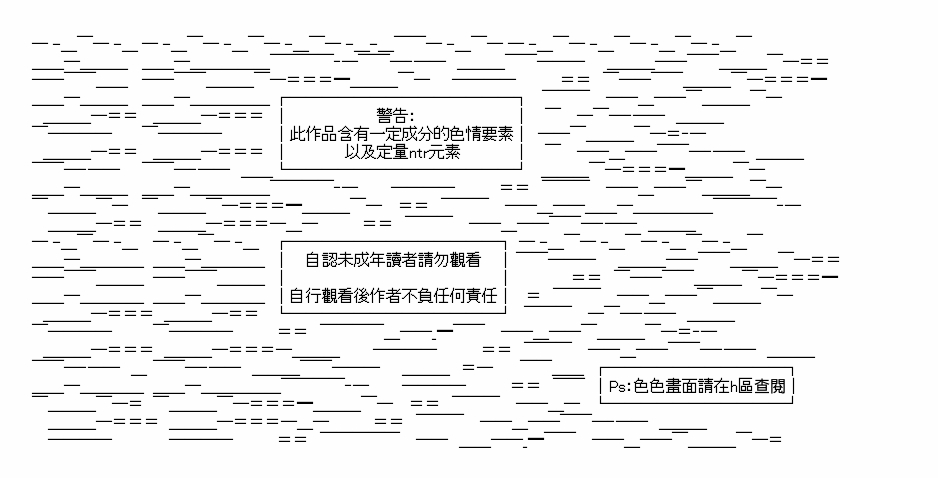 警告:
此作品含有一定成分的色情要素
以及定量ntr元素
自認未成年讀者請勿觀看
自行觀看後作者不負任何責任
Ps:色色畫面請在h區查閱